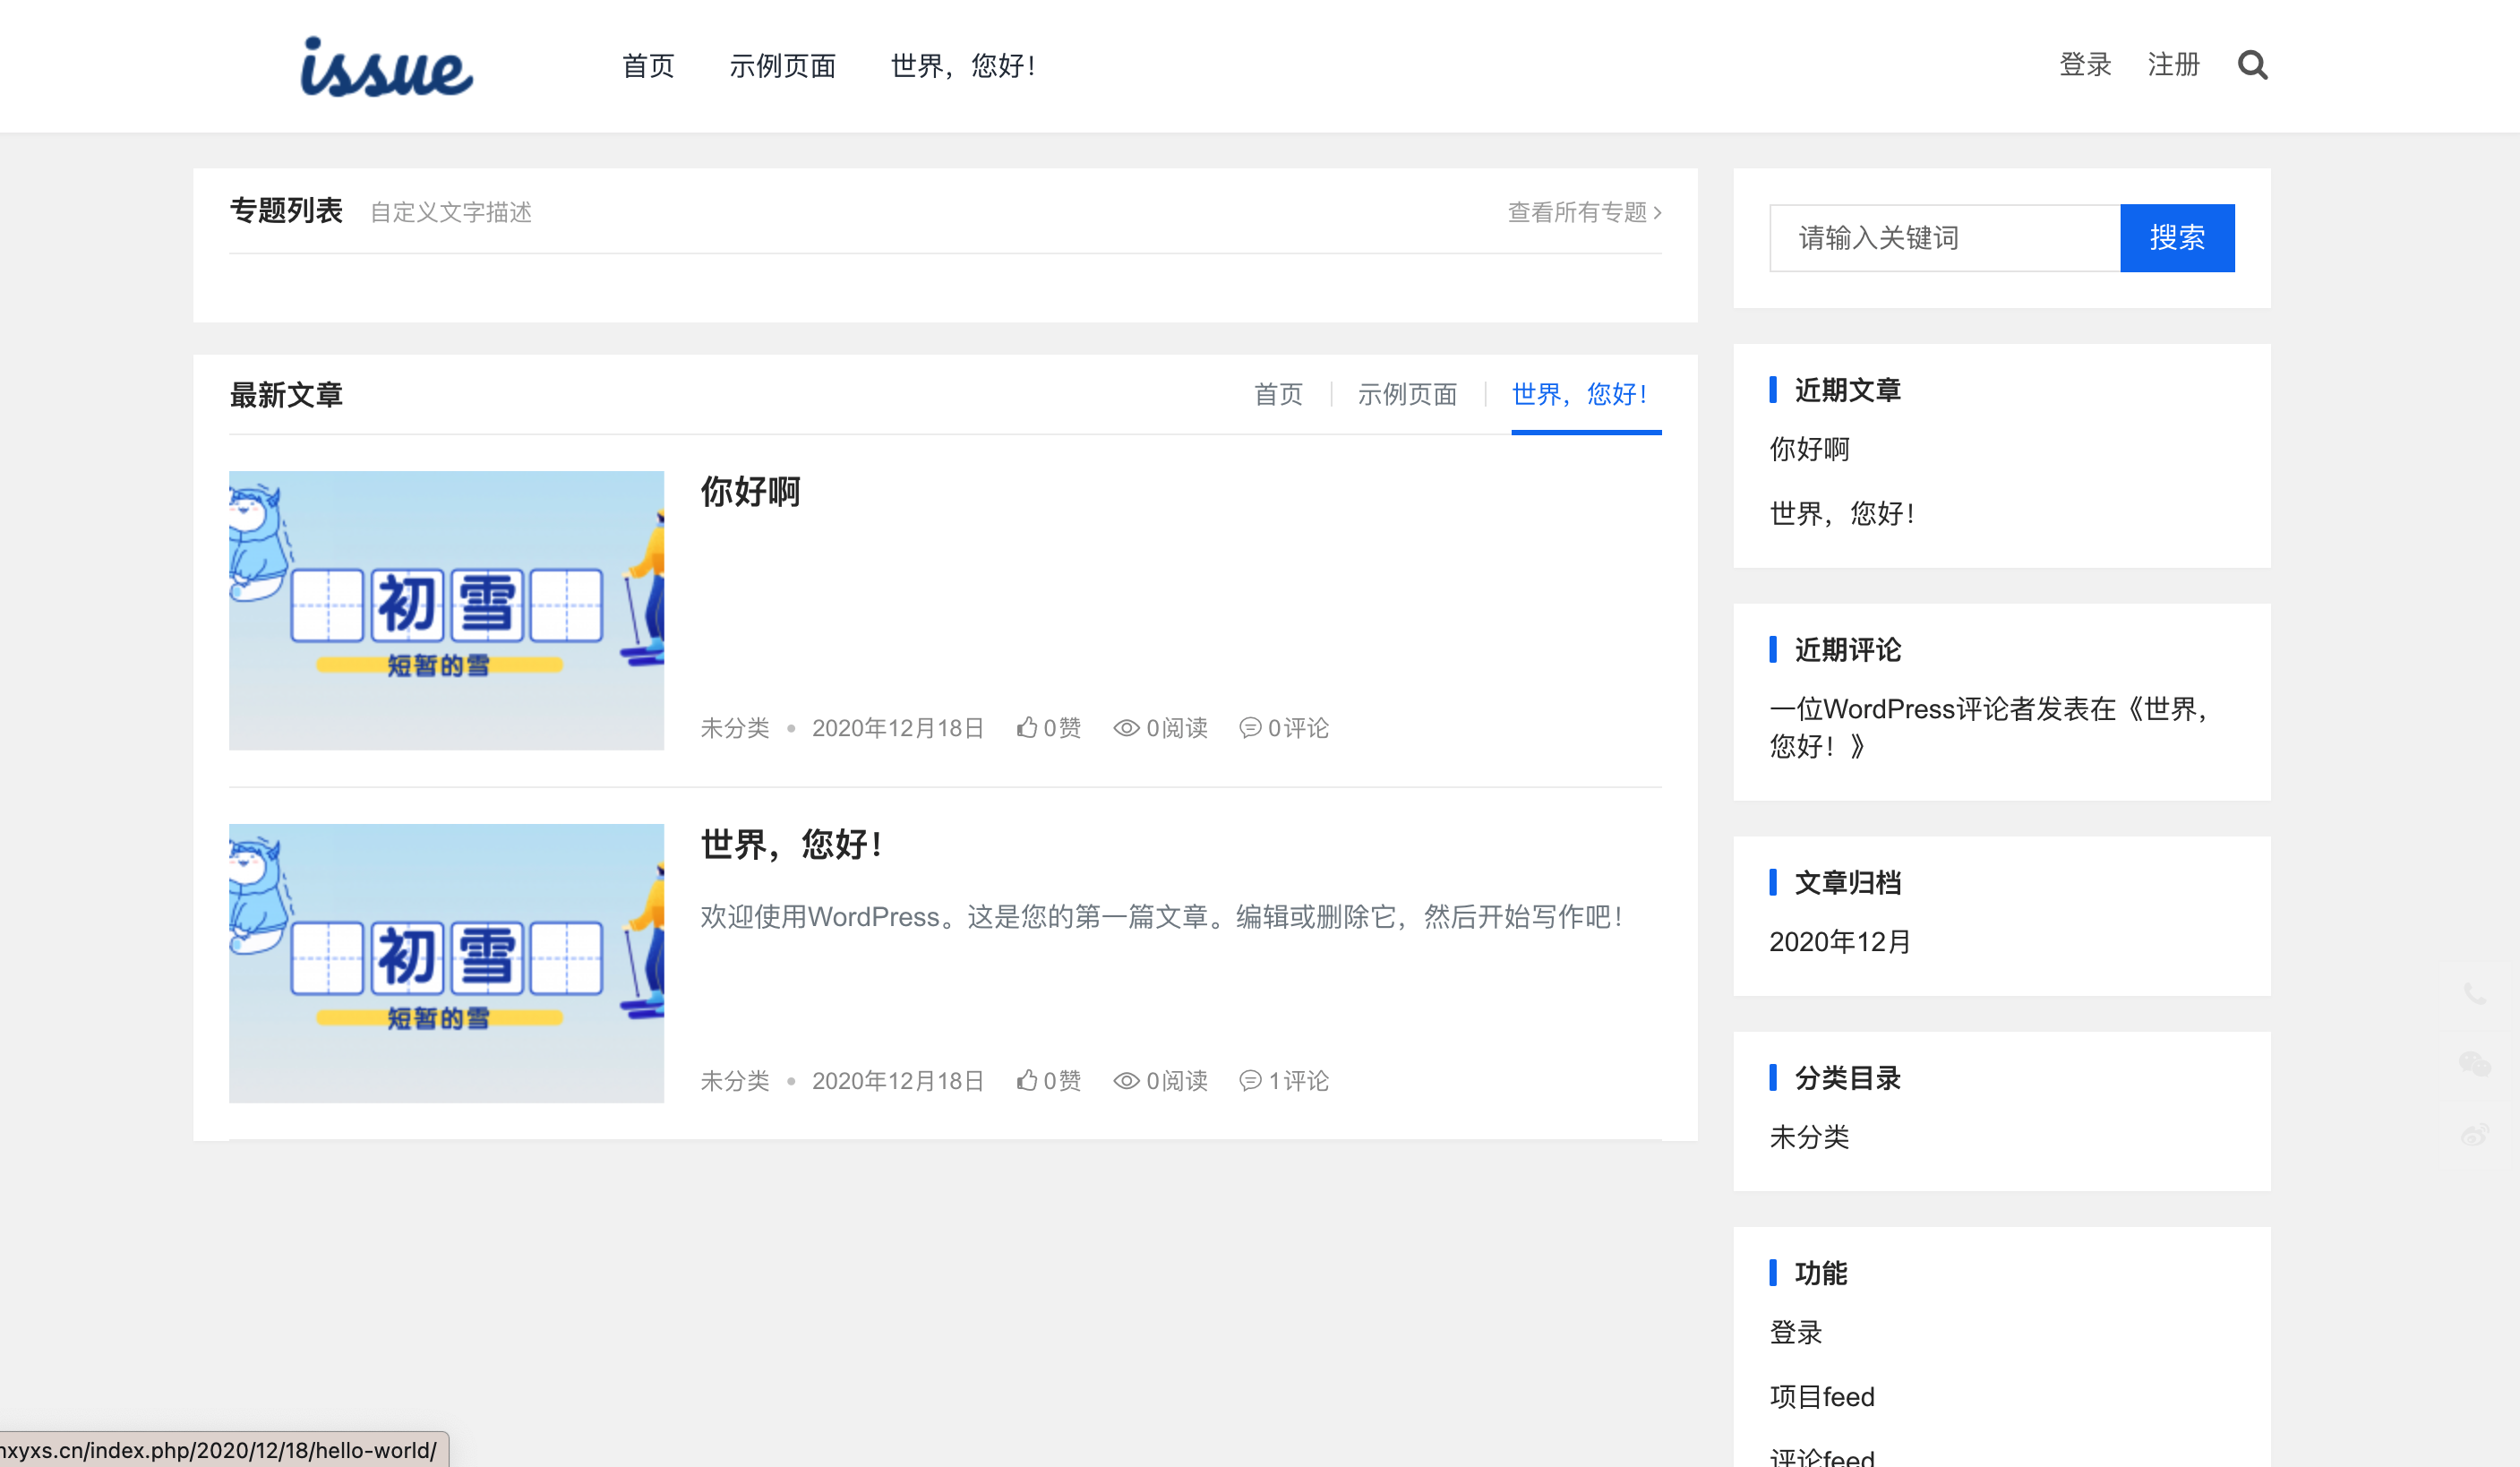 issue
首页
示例页面
世界，您好！
登录
注册
专题列表
自定义文字描述
查看所有专题
最新文章
首页
示例页面
世界，您好！
初雪
短暂的雪
你好啊
未分类 • 2020年12月18日 0赞 0阅读 0评论
初雪
短暂的雪
世界，您好！
欢迎使用WordPress。这是您的第一篇文章。编辑或删除它，然后开始写作吧！
未分类 • 2020年12月18日 0赞 0阅读 1评论
请输入关键词
搜索
近期文章
你好啊
世界，您好！
近期评论
一位WordPress评论者发表在《世界，
您好！》
文章归档
2020年12月
分类目录
未分类
功能
登录
项目feed
评论feed
nxyxs.cn/index.php/2020/12/18/hello-world/